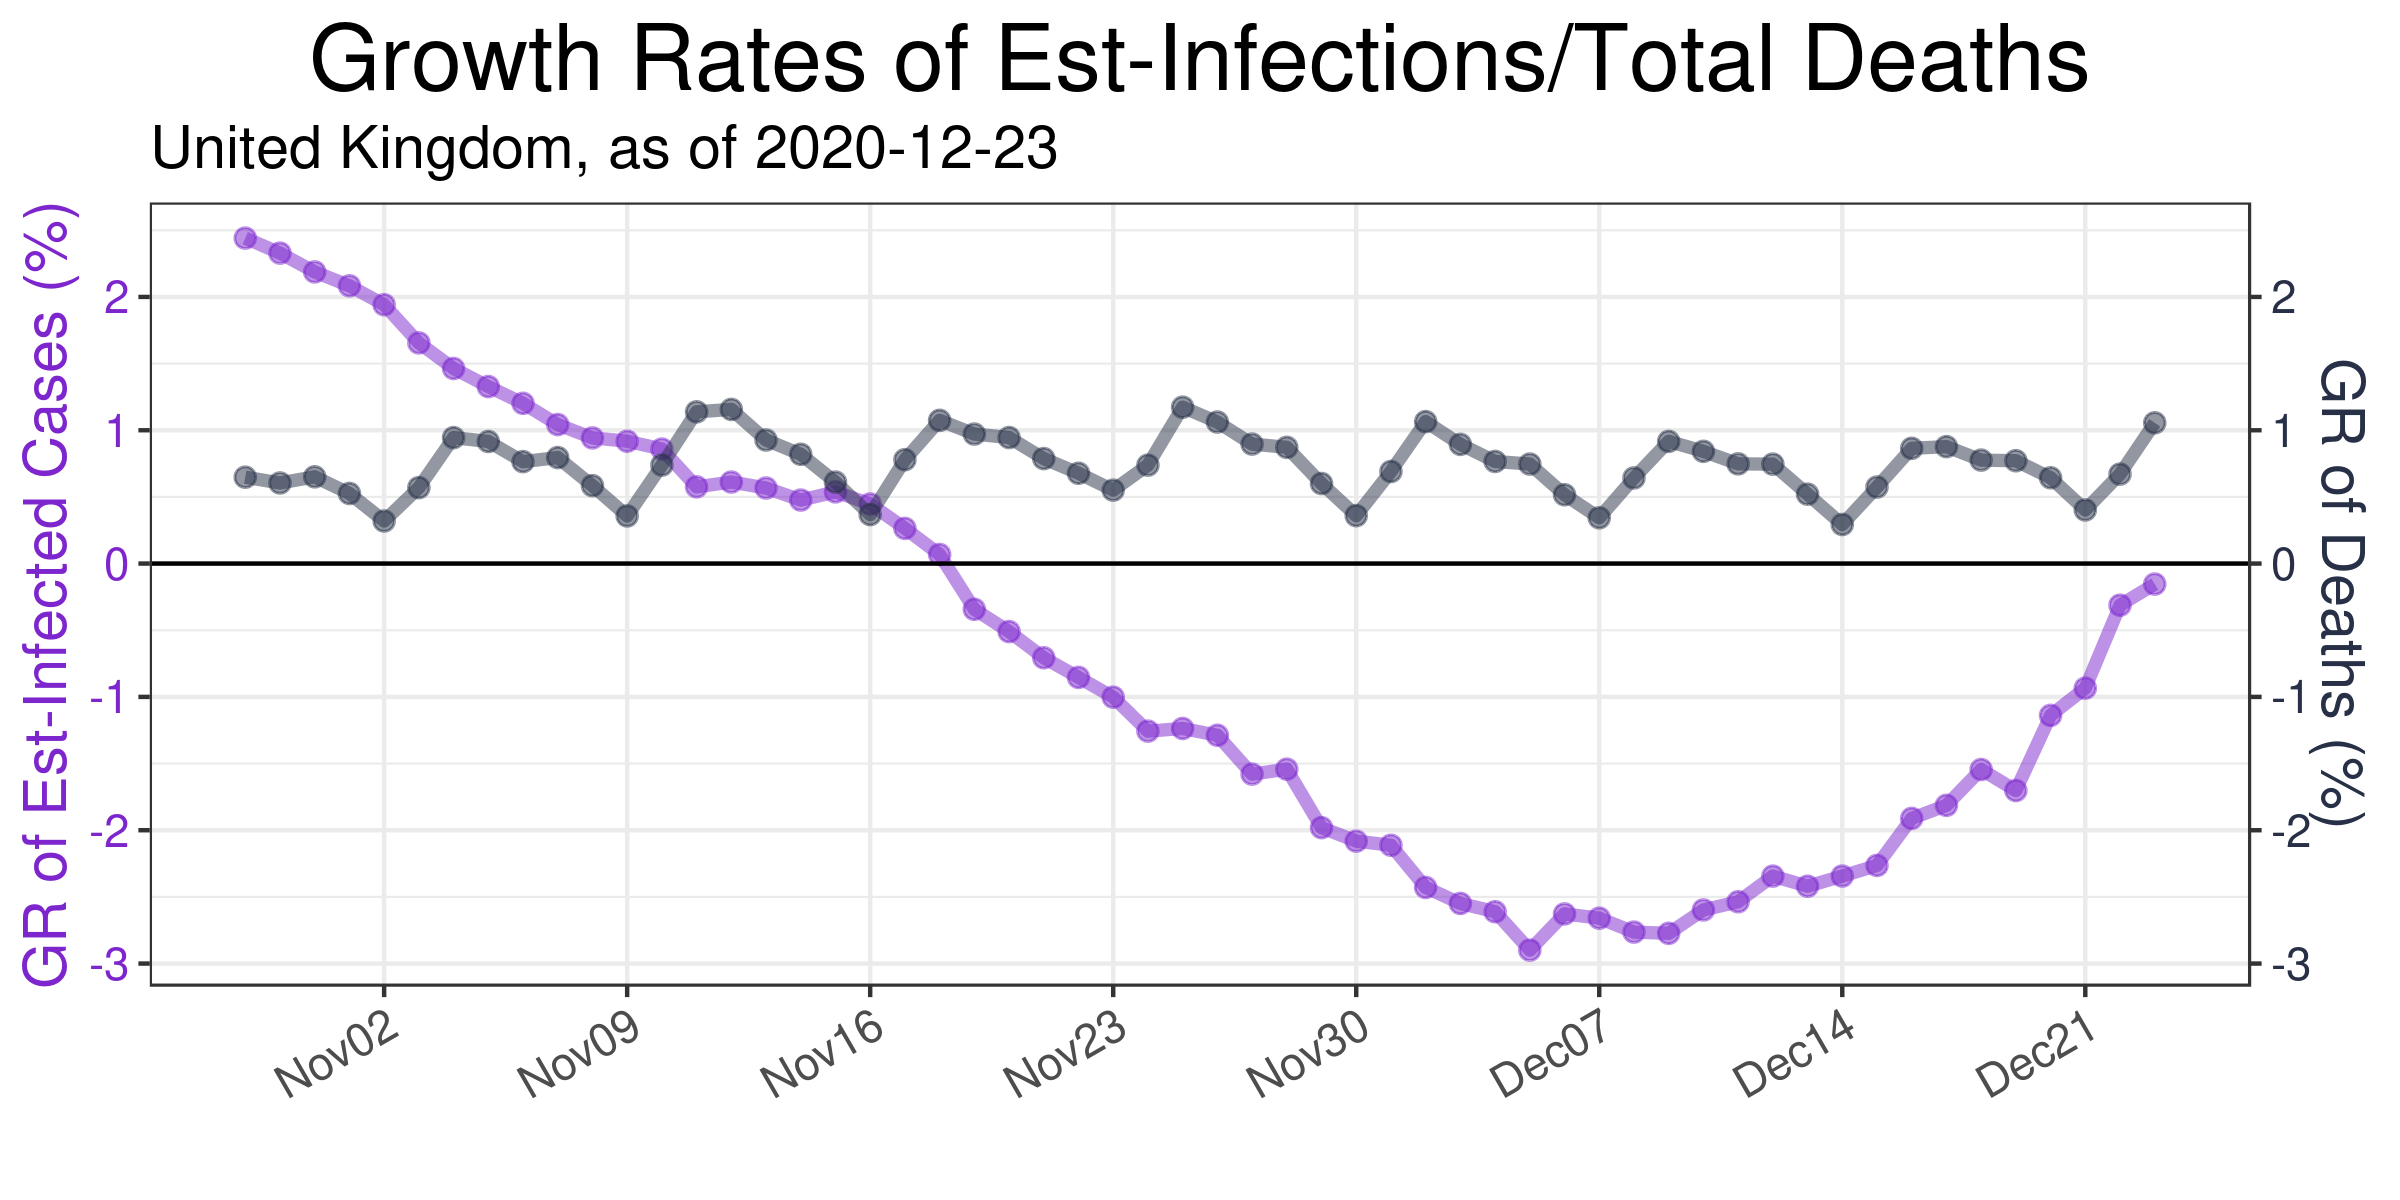 Growth Rates of Est-Infections/Total Deaths
United Kingdom, as of 2020-12-23
GR of Est-Infected Cases (%)
2
1
0
-1
-2
-3
2
1
0
-1
-2
-3
GR of Deaths (%)
Nov02
Nov09
Nov16
Nov23
Nov30
Dec07
Dec14
Dec21